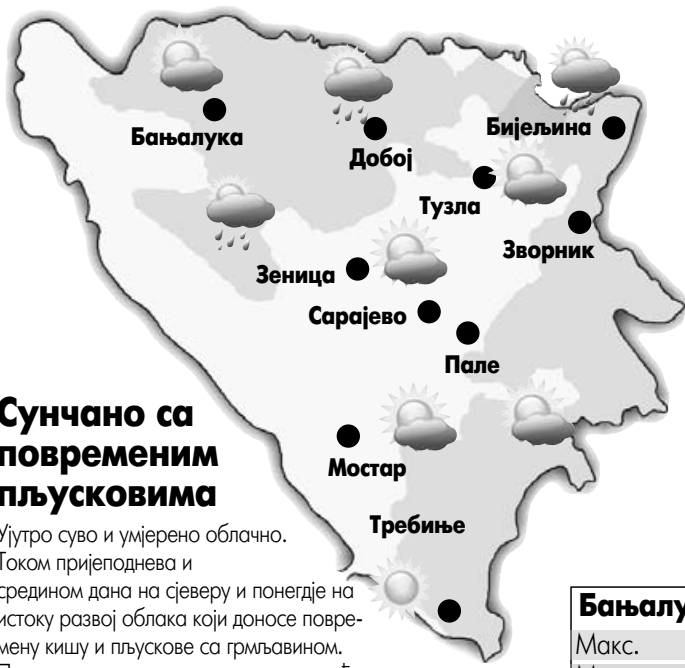 Бањалука
Добој
Бијељина
Тузла
Зворник
Зеница
Сарајево
Пале
Мостар
Требиње
Сунчано са
повременим
пљусковима
Ујутро суво и умјерено облачно.
Током пријеподнева и
средином дана на сјеверу и понегдје на
истоку развој облака који доносе повре-
мену кишу и пљускове са грмљавином.
Макс.